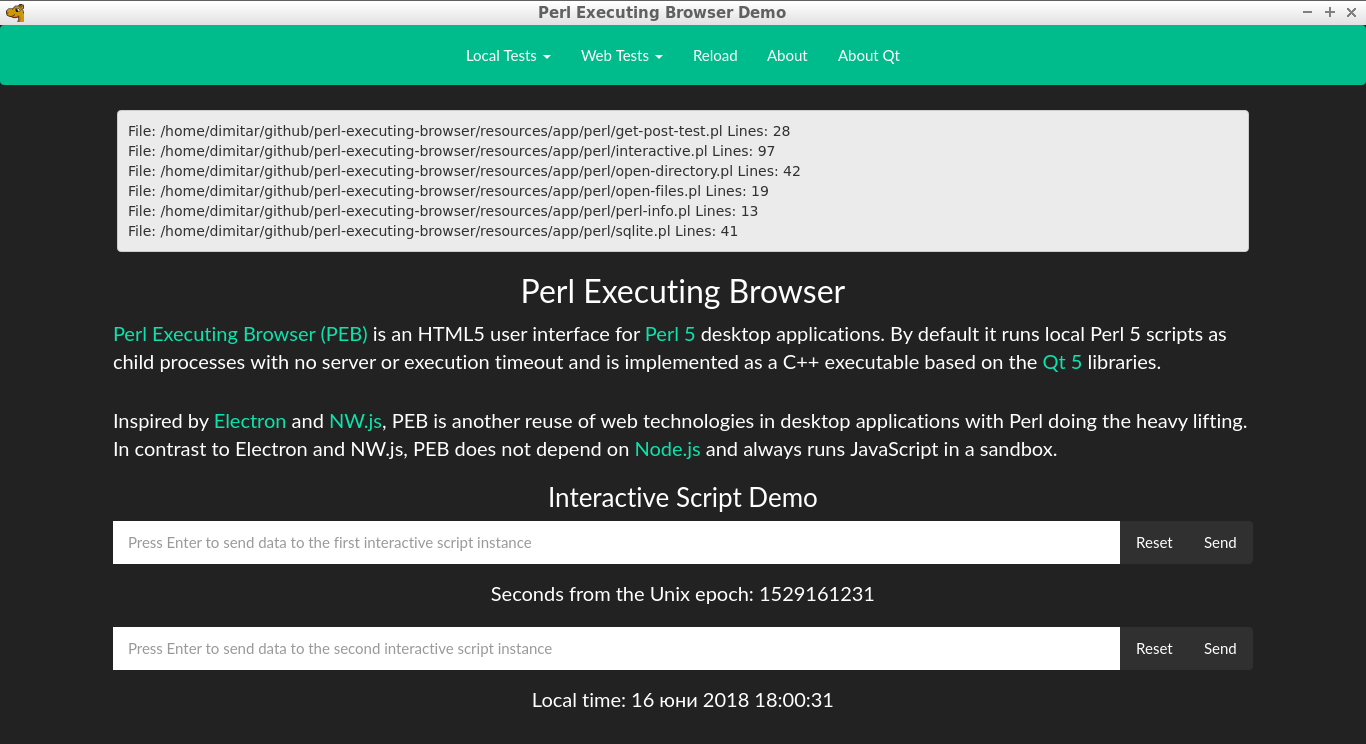 Perl Executing Browser Demo
Local Tests Web Tests Reload About About Qt
File: /home/dimitar/github/perl-executing-browser/resources/app/perl/get-post-test.pl Lines: 28
File: /home/dimitar/github/perl-executing-browser/resources/app/perl/interactive.pl Lines: 97
File: /home/dimitar/github/perl-executing-browser/resources/app/perl/open-directory.pl Lines: 42
File: /home/dimitar/github/perl-executing-browser/resources/app/perl/open-files.pl Lines: 19
File: /home/dimitar/github/perl-executing-browser/resources/app/perl/perl-info.pl Lines: 13
File: /home/dimitar/github/perl-executing-browser/resources/app/perl/sqlite.pl Lines: 41
Perl Executing Browser
Perl Executing Browser (PEB) is an HTML5 user interface for Perl 5 desktop applications. By default it runs local Perl 5 scripts as
child processes with no server or execution timeout and is implemented as a C++ executable based on the Qt 5 libraries.
Inspired by Electron and NW.js, PEB is another reuse of web technologies in desktop applications with Perl doing the heavy lifting.
In contrast to Electron and NW.js, PEB does not depend on Node.js and always runs JavaScript in a sandbox.
Interactive Script Demo
Press Enter to send data to the first interactive script instance Reset Send
Seconds from the Unix epoch: 1529161231
Press Enter to send data to the second interactive script instance Reset Send
Local time: 16 юни 2018 18:00:31